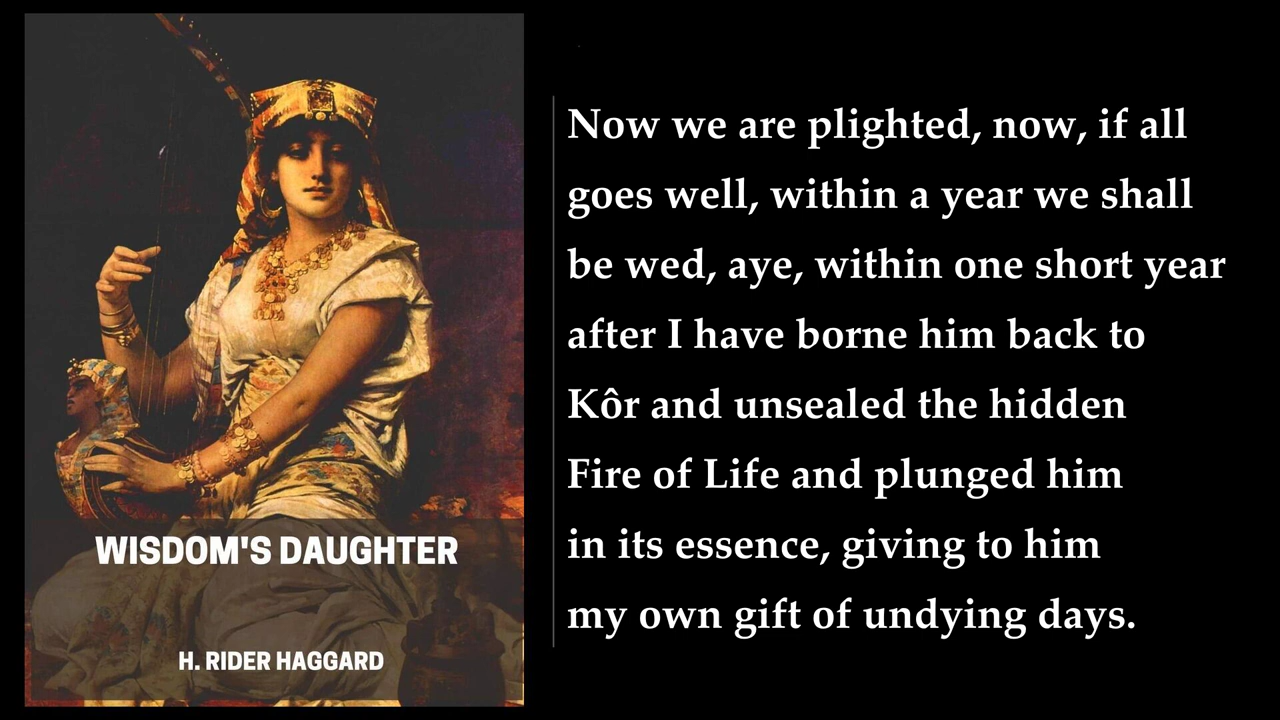 WISDOM'S DAUGHTER
H. RIDER HAGGARD
Now we are plighted, now, if all
goes well, within a year we shall
be wed, aye, within one short year
after I have borne him back to
Kôr and unsealed the hidden
Fire of Life and plunged him
in its essence, giving to him
my own gift of undying days.